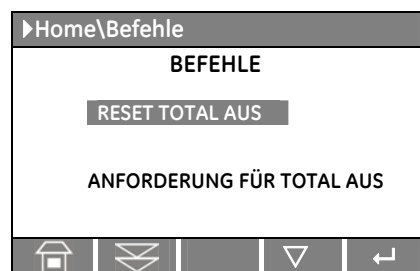 Home\Befehle
BEFEHLE
RESET TOTAL AUS
ANFORDERUNG FÜR TOTAL AUS